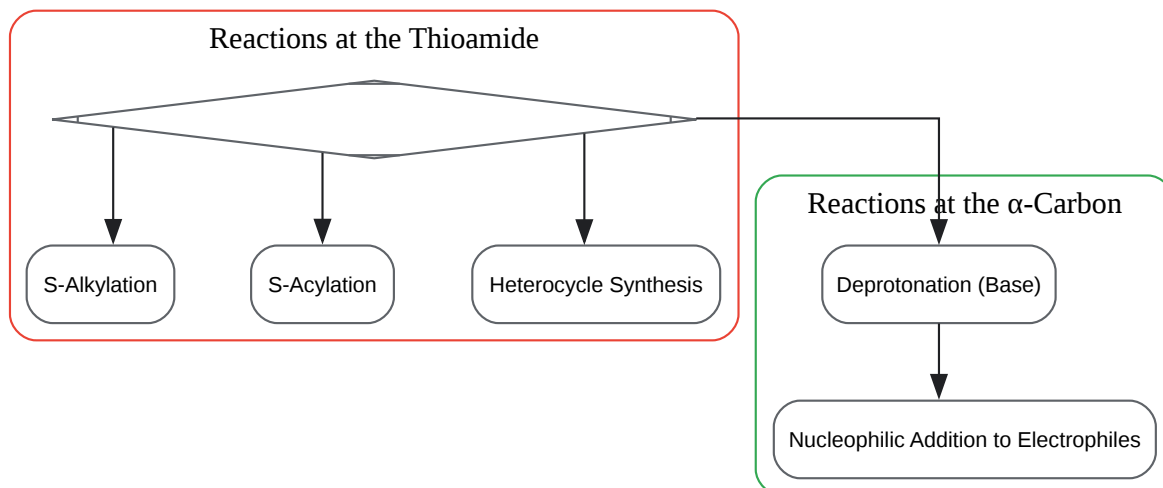 Reactions at the Thioamide
S-Alkylation
S-Acylation
Heterocycle Synthesis
Reactions at the α-Carbon
Deprotonation (Base)
Nucleophilic Addition to Electrophiles